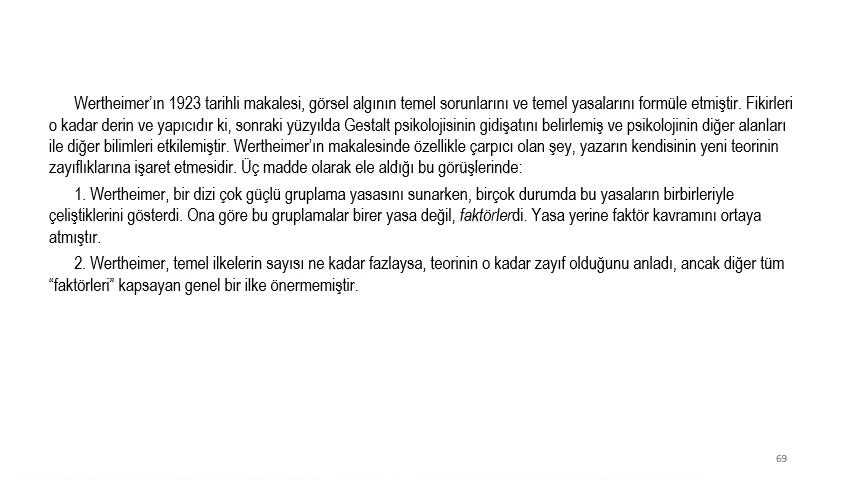 Wertheimer’ın 1923 tarihli makalesi, görsel algının temel sorunlarını ve temel yasalarını formüle etmiştir. Fikirleri
o kadar derin ve yapıcıdır ki, sonraki yüzyılda Gestalt psikolojisinin gidişatını belirlemiş ve psikolojinin diğer alanları
ile diğer bilimleri etkilemiştir. Wertheimer’ın makalesinde özellikle çarpıcı olan şey, yazarın kendisinin yeni teorinin
zayıflıklarına işaret etmesidir. Üç madde olarak ele aldığı bu görüşlerinde:
1. Wertheimer, bir dizi çok güçlü gruplama yasasını sunarken, birçok durumda bu yasaların birbirleriyle
çeliştiklerini gösterdi. Ona göre bu gruplamalar birer yasa değil, faktörlerdi. Yasa yerine faktör kavramını ortaya
atmıştır.
2. Wertheimer, temel ilkelerin sayısı ne kadar fazlaysa, teorinin o kadar zayıf olduğunu anladı, ancak diğer tüm
“faktörleri” kapsayan genel bir ilke önermemiştir.
69